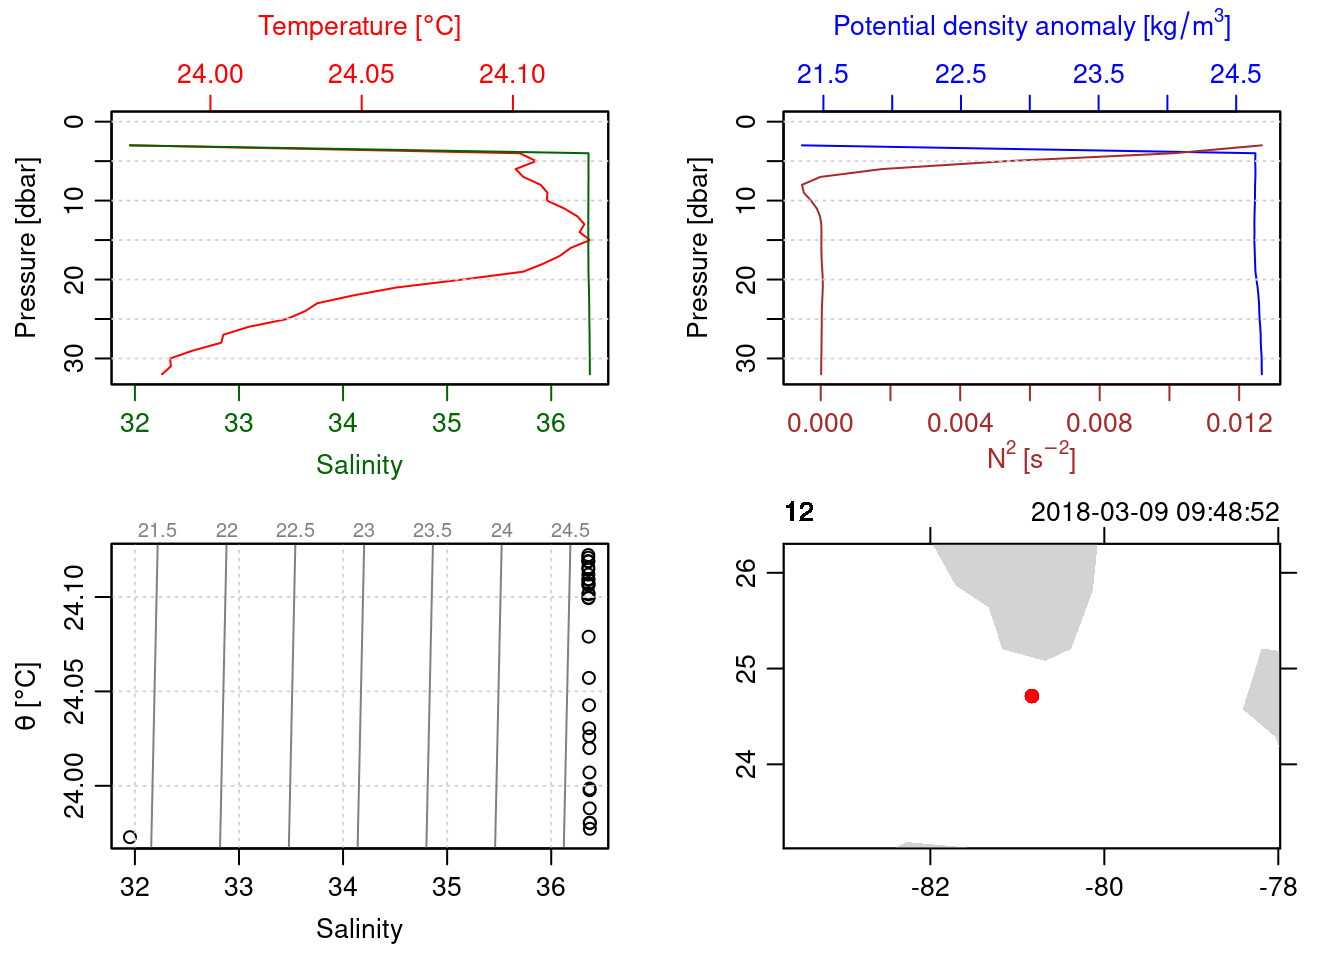 Temperature [°C]
24.00 24.05 24.10
0
10
20
30
Pressure [dbar]
32 33 34 35 36
Salinity
Potential density anomaly [kg/m³]
21.5 22.5 23.5 24.5
0
10
20
30
Pressure [dbar]
0.000 0.004 0.008 0.012
N² [s⁻²]
21.5 22 22.5 23 23.5 24 24.5
24.10
24.05
24.00
θ [°C]
32 33 34 35 36
Salinity
12 2018-03-09 09:48:52
26
25
24
-82 -80 -78